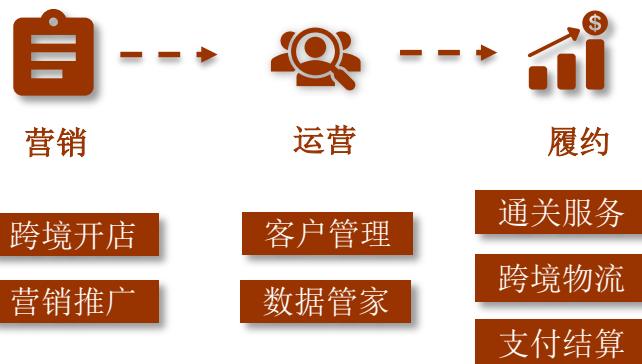 $
营销
运营
履约
跨境开店
营销推广
客户管理
数据管家
通关服务
跨境物流
支付结算